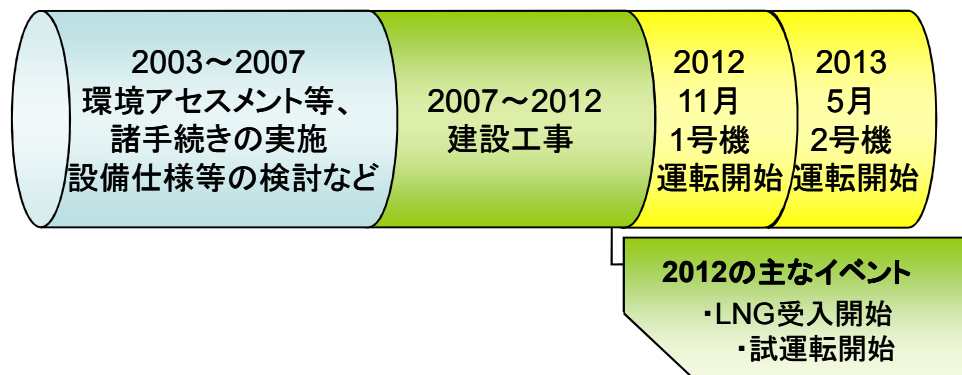 2003～2007
環境アセスメント等、
諸手続きの実施
設備仕様等の検討など
2007～2012
建設工事
2012
11月
1号機
運転開始
2013
5月
2号機
運転開始
2012の主なイベント
・LNG受入開始
・試運転開始